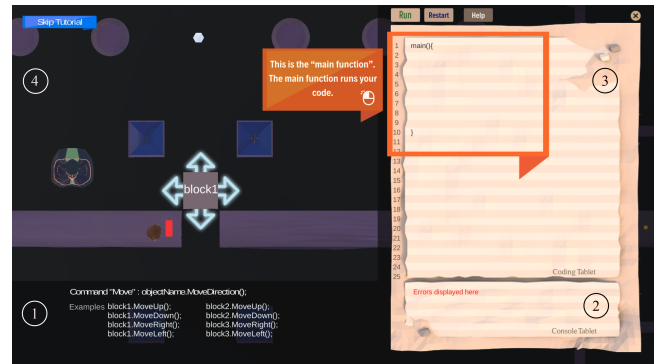 Skip Tutorial
Run Restart Help
This is the “main function”.
The main function runs your
code.
4
block1
1 main(){
2
3
4
5
6
7
8
9
10 }
11
12
13
14
15
16
17
18
19
20
21
22
23
24
25
3
Coding Tablet
Command "Move" : objectName.MoveDirection();
Examples block1.MoveUp(); block2.MoveUp();
block1.MoveDown(); block2.MoveDown();
block1.MoveRight(); block3.MoveRight();
block1.MoveLeft(); block3.MoveLeft();
1
Errors displayed here
2
Console Tablet